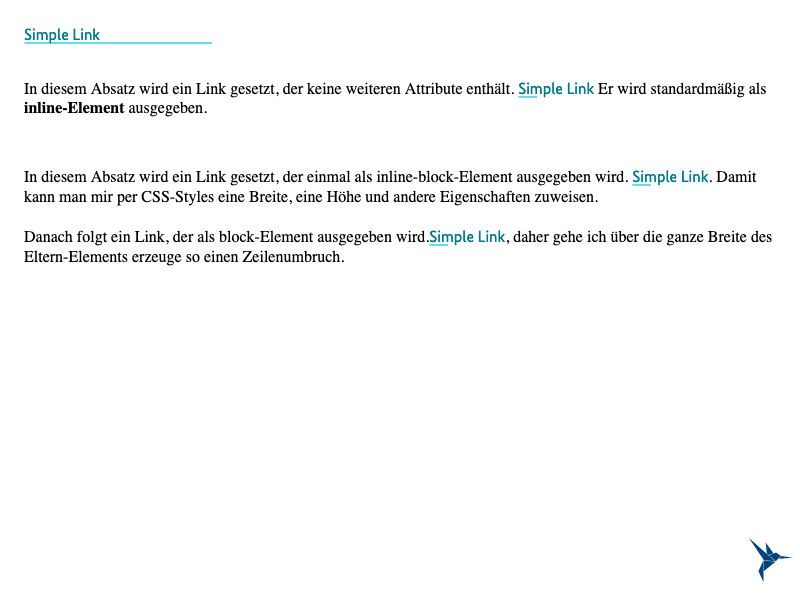 Simple Link
In diesem Absatz wird ein Link gesetzt, der keine weiteren Attribute enthält. Simple Link Er wird standardmäßig als
inline-Element ausgegeben.
In diesem Absatz wird ein Link gesetzt, der einmal als inline-block-Element ausgegeben wird. Simple Link. Damit
kann man mir per CSS-Styles eine Breite, eine Höhe und andere Eigenschaften zuweisen.
Danach folgt ein Link, der als block-Element ausgegeben wird.Simple Link, daher gehe ich über die ganze Breite des
Eltern-Elements erzeuge so einen Zeilenumbruch.